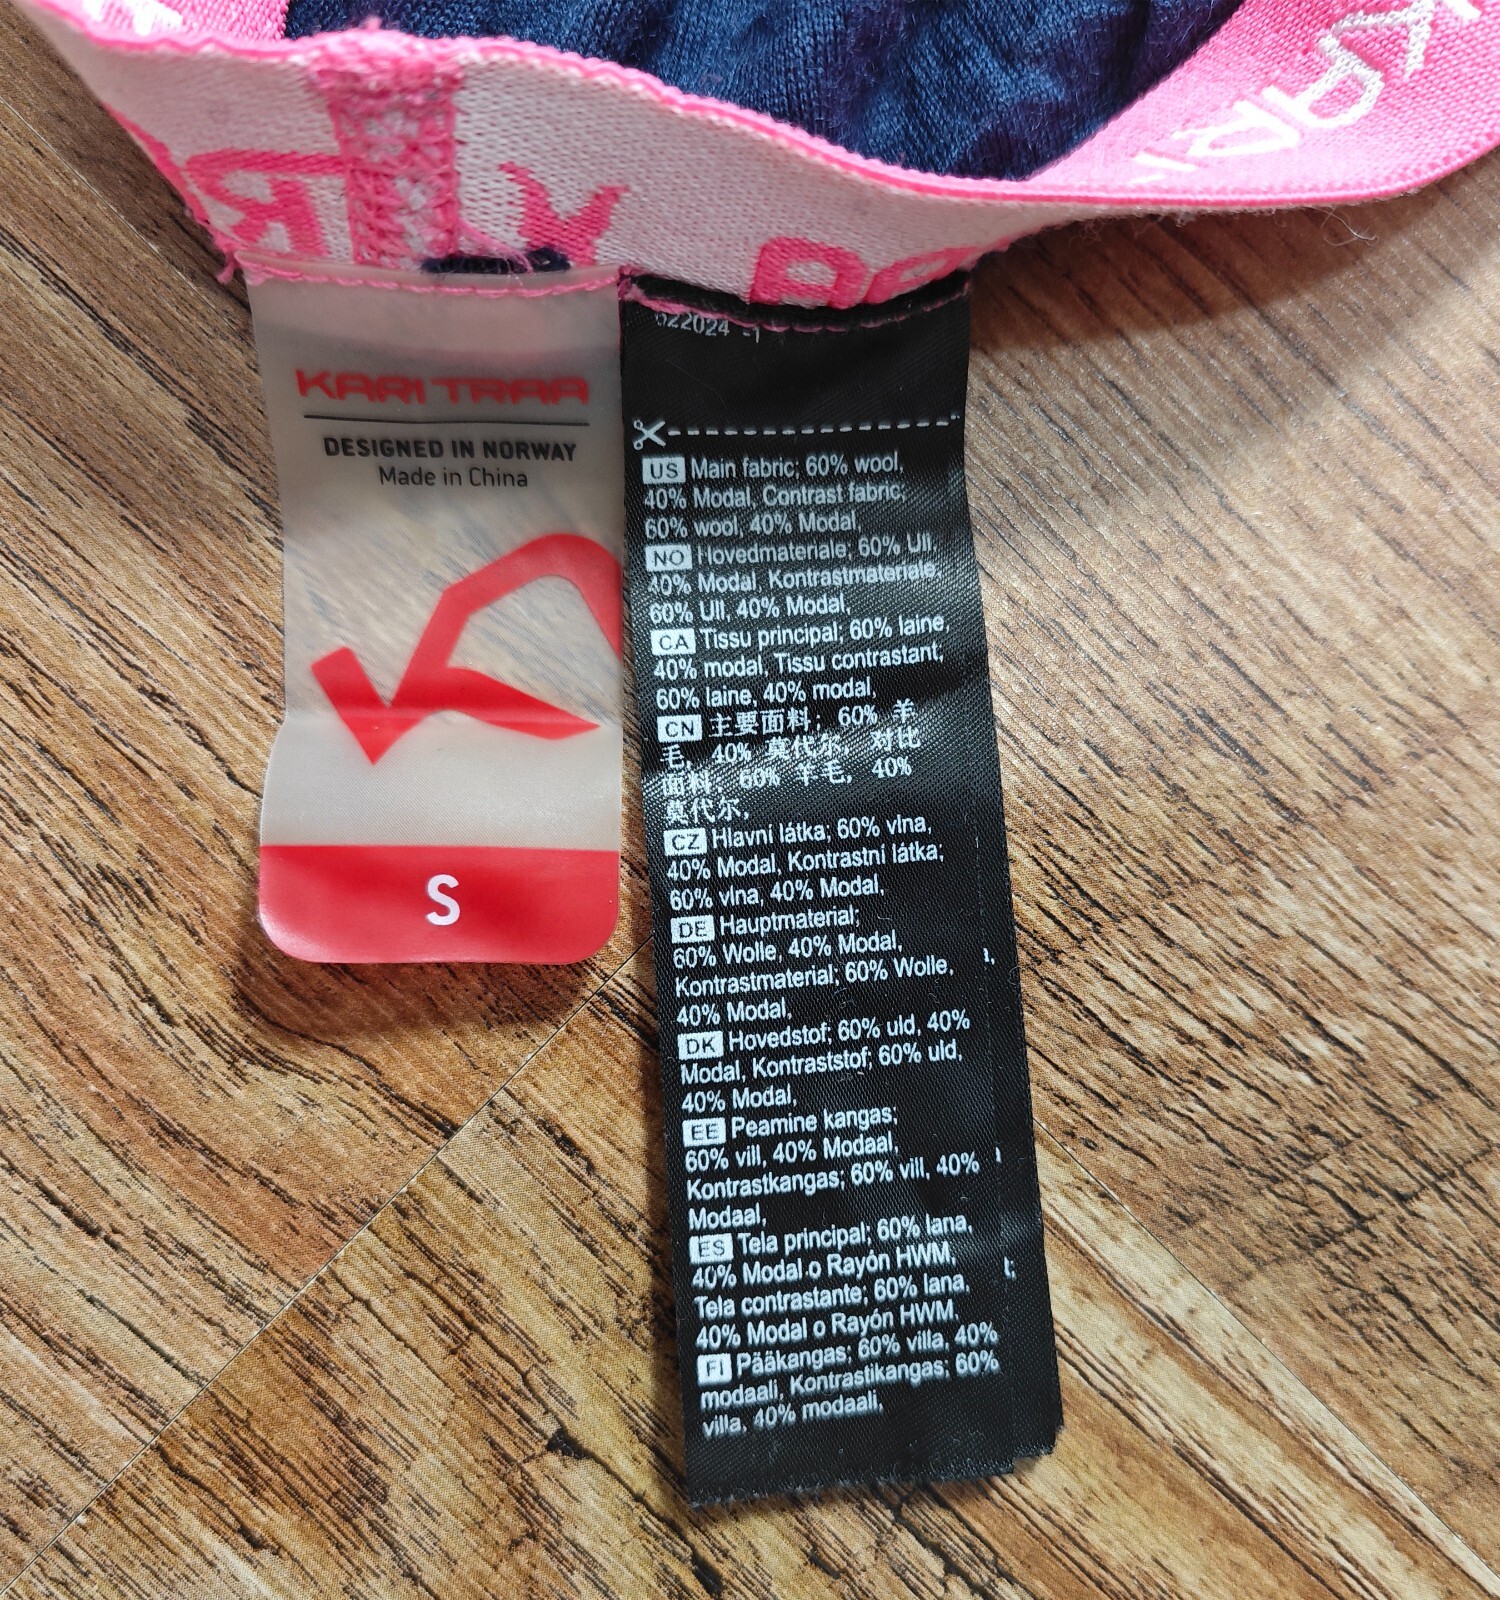 KARI TRAA
DESIGNED IN NORWAY
Made in China
S
622024 -1
US Main fabric; 60% wool,
40% Modal, Contrast fabric;
60% wool, 40% Modal,
NO Hovedmateriale; 60% Ull,
40% Modal, Kontrastmateriale;
60% Ull, 40% Modal,
CA Tissu principal; 60% laine,
40% modal, Tissu contrastant;
60% laine, 40% modal,
CN 主要面料; 60% 羊
毛, 40% 莫代尔, 对比
面料; 60% 羊毛, 40%
莫代尔,
CZ Hlavní látka; 60% vlna,
40% Modal, Kontrastní látka;
60% vlna, 40% Modal,
DE Hauptmaterial;
60% Wolle, 40% Modal,
Kontrastmaterial; 60% Wolle,
40% Modal,
DK Hovedstof; 60% uld, 40%
Modal, Kontraststof; 60% uld,
40% Modal,
EE Peamine kangas;
60% vill, 40% Modaal,
Kontrastkangas; 60% vill, 40%
Modaal,
ES Tela principal; 60% lana,
40% Modal o Rayón HWM,
Tela contrastante; 60% lana,
40% Modal o Rayón HWM,
FI Pääkangas; 60% villa, 40%
modaali, Kontrastikangas; 60%
villa, 40% modaali,